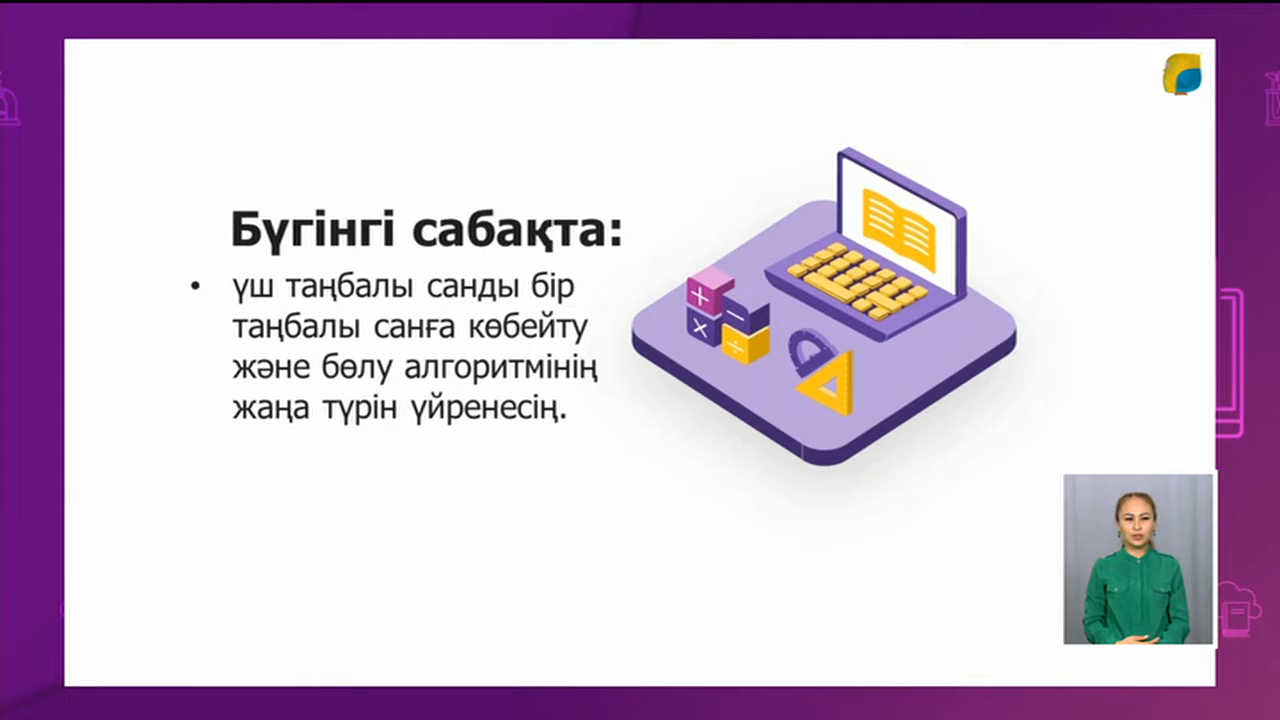 Бүгінгі сабақта:
• үш таңбалы санды бір
таңбалы санға көбейту
және бөлу алгоритмінің
жаңа түрін үйренесің.